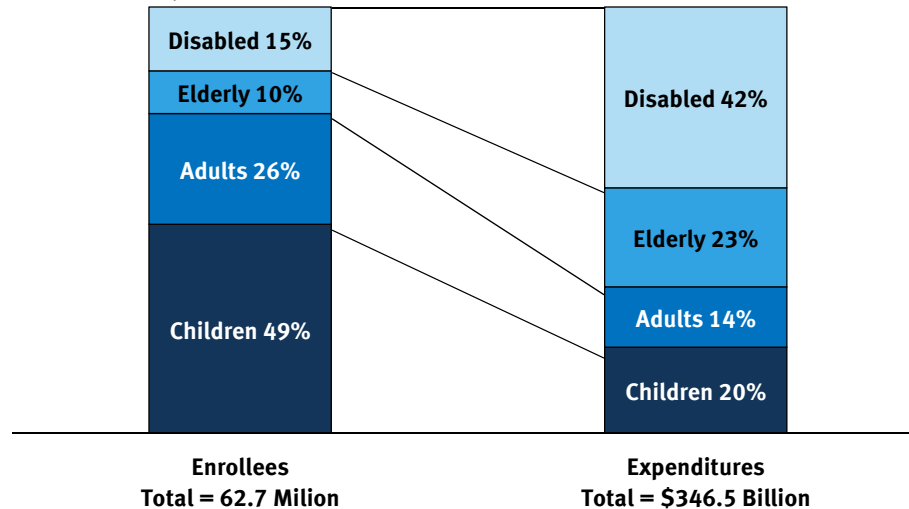 Disabled 15%
Elderly 10%
Adults 26%
Children 49%
Disabled 42%
Elderly 23%
Adults 14%
Children 20%
Enrollees
Total = 62.7 Milion
Expenditures
Total = $346.5 Billion